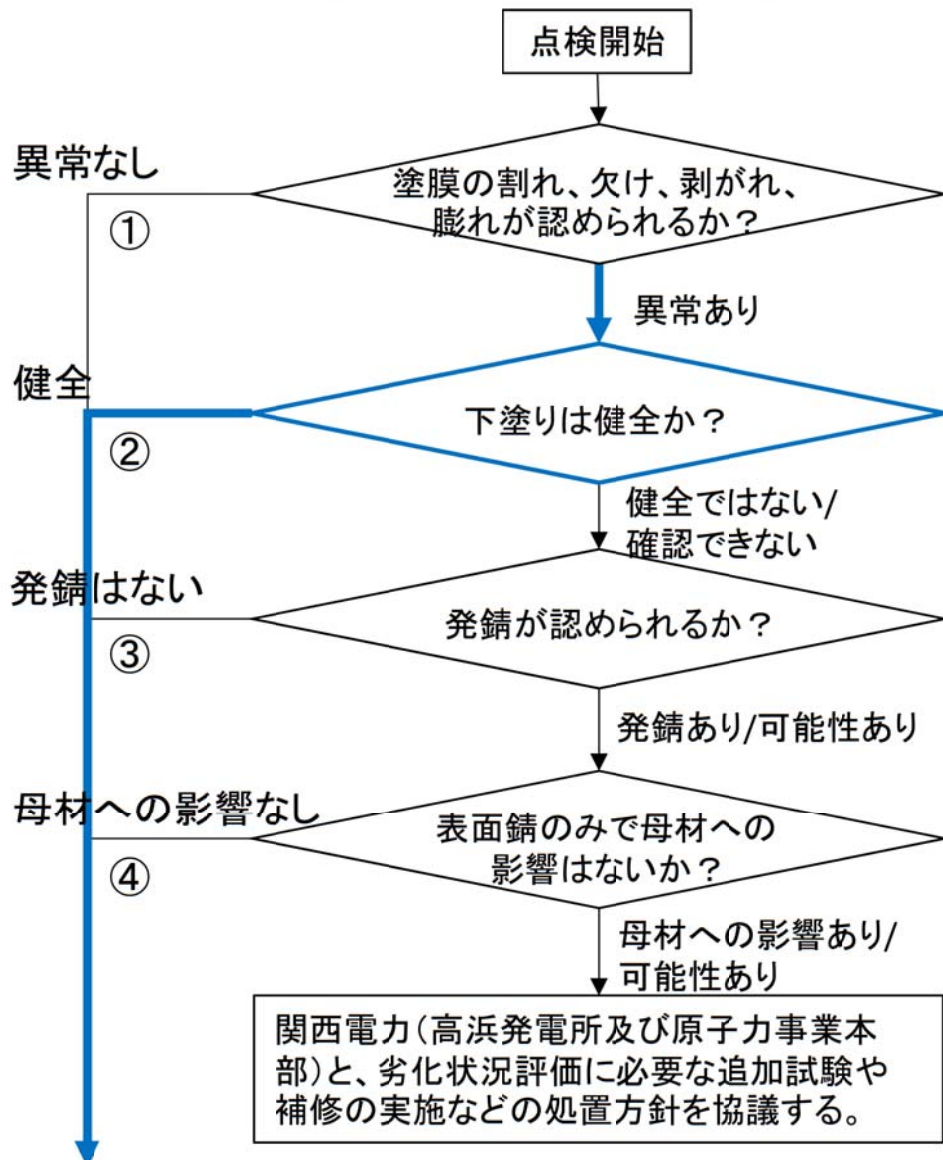 点検開始
異常なし
①
塗膜の割れ、欠け、剥がれ、
膨れが認められるか？
異常あり
健全
②
下塗りは健全か？
健全ではない/
確認できない
発錆はない
③
発錆が認められるか？
発錆あり/可能性あり
母材への影響なし
④
表面錆のみで母材への
影響はないか？
母材への影響あり/
可能性あり
関西電力（高浜発電所及び原子力事業本
部）と、劣化状況評価に必要な追加試験や
補修の実施などの処置方針を協議する。